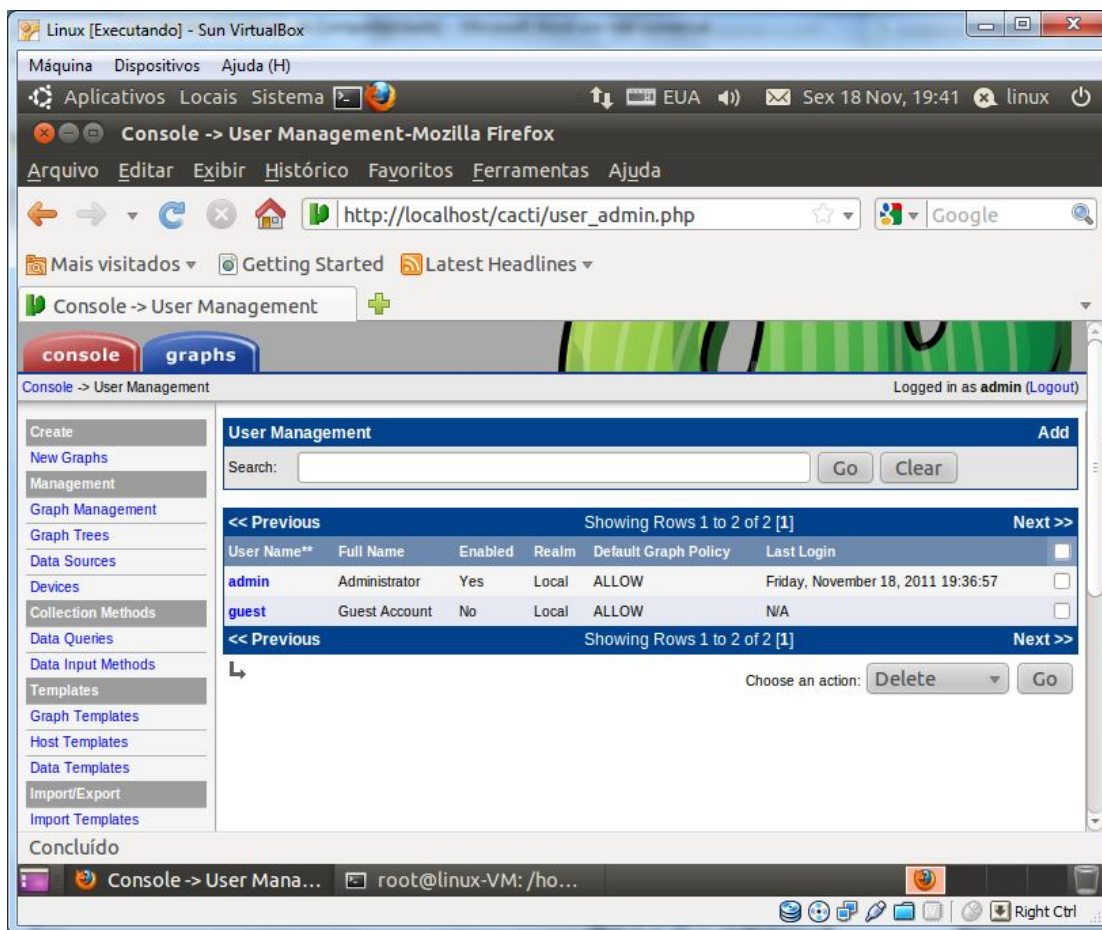 Linux [Executando] - Sun VirtualBox
Máquina Dispositivos Ajuda (H)
Aplicativos Locais Sistema EUA Sex 18 Nov, 19:41 linux
Console -> User Management-Mozilla Firefox
Arquivo Editar Exibir Histórico Favoritos Ferramentas Ajuda
http://localhost/cacti/user_admin.php Google
Mais visitados Getting Started Latest Headlines
Console -> User Management
console graphs
Console -> User Management Logged in as admin (Logout)
Create
New Graphs
Management
Graph Management
Graph Trees
Data Sources
Devices
Collection Methods
Data Queries
Data Input Methods
Templates
Graph Templates
Host Templates
Data Templates
Import/Export
Import Templates
User Management Add
Search: Go Clear
<< Previous Showing Rows 1 to 2 of 2 [1] Next >>
User Name** Full Name Enabled Realm Default Graph Policy Last Login
admin Administrator Yes Local ALLOW Friday, November 18, 2011 19:36:57
guest Guest Account No Local ALLOW N/A
<< Previous Showing Rows 1 to 2 of 2 [1] Next >>
Choose an action: Delete Go
Concluído
Console -> User Mana... root@linux-VM: /ho...
Right Ctrl